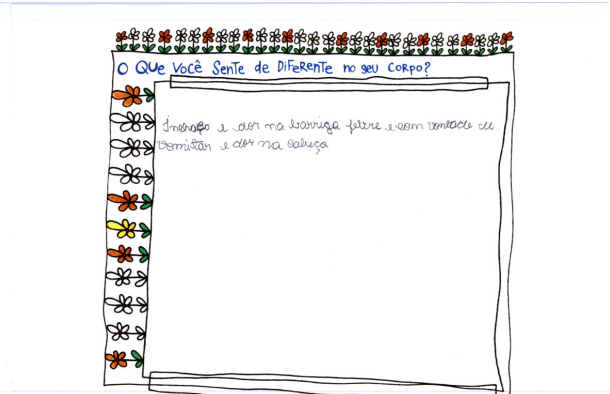 O QUE VOCÊ SENTE DE DIFERENTE NO SEU CORPO?
Inchaço e dor na barriga febre e com vontade de
vomitar e dor na cabeça